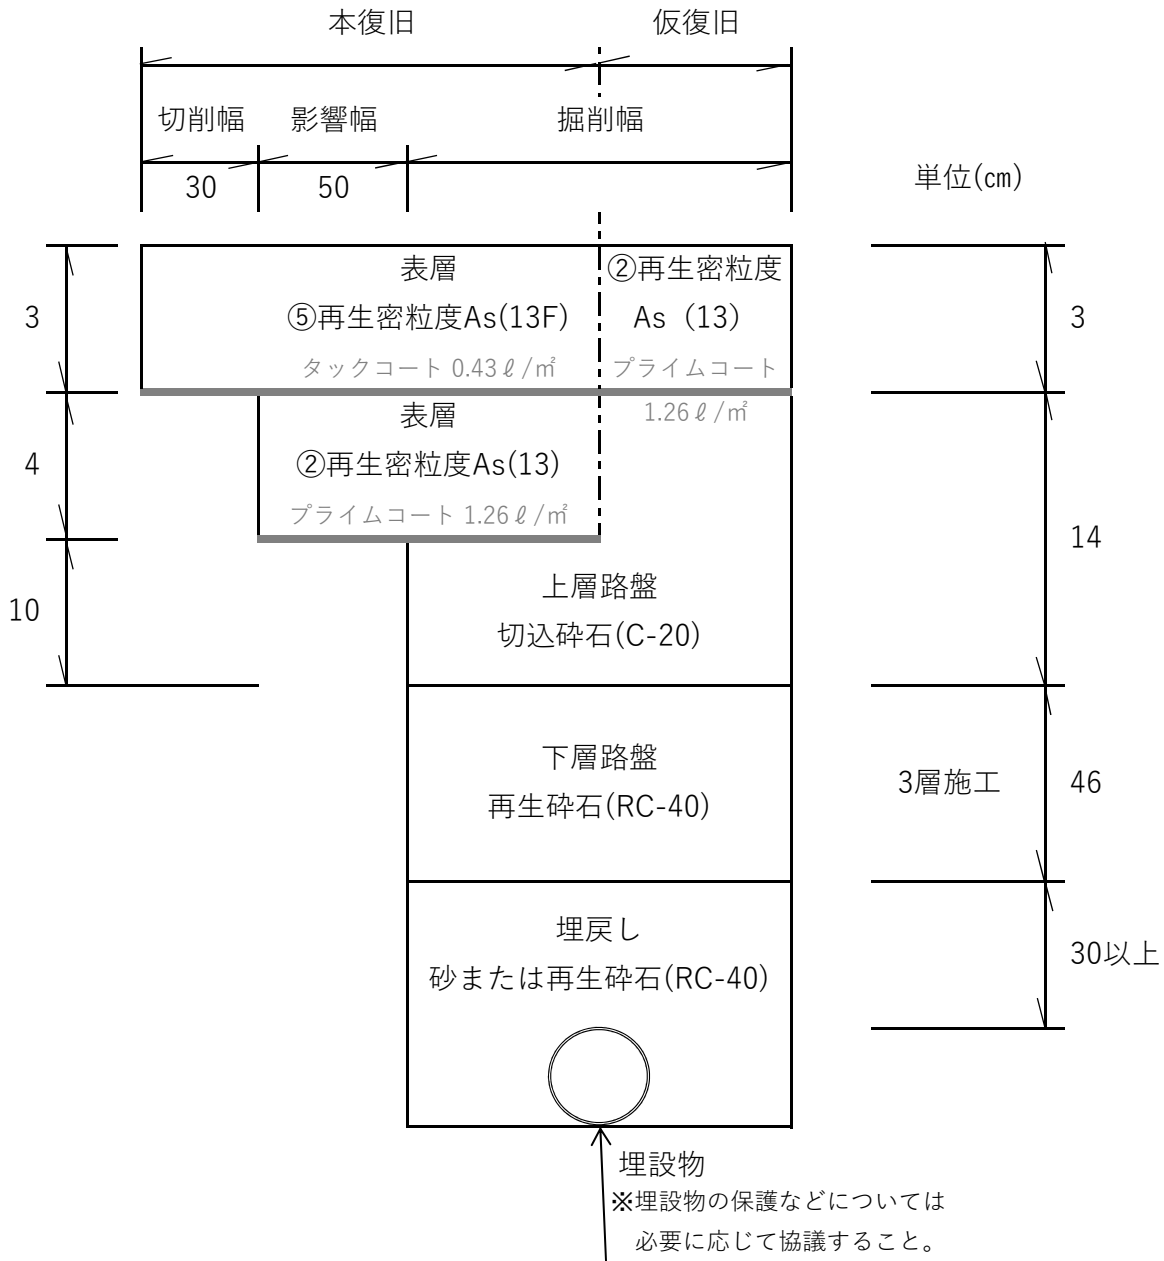 本復旧
仮復旧
切削幅
影響幅
掘削幅
30
50
単位(㎝)
表層
⑤再生密粒度As(13F)
タックコート 0.43ℓ/㎡
②再生密粒度
As（13）
プライムコート
1.26ℓ/㎡
3
3
表層
②再生密粒度As(13)
プライムコート 1.26ℓ/㎡
4
14
10
上層路盤
切込砕石(C-20)
下層路盤
再生砕石(RC-40)
3層施工
46
埋戻し
砂または再生砕石(RC-40)
30以上
埋設物
※埋設物の保護などについては
必要に応じて協議すること。